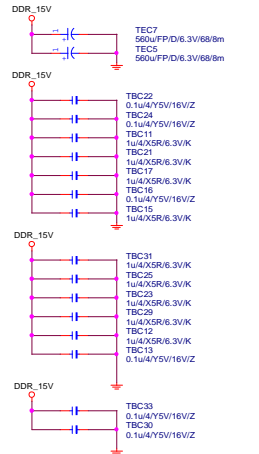 DDR_15V
1
TEC7
+
560u/FP/D/6.3V/68/8m
1
TEC5
+
560u/FP/D/6.3V/68/8m
DDR_15V
TBC22
0.1u/4/Y5V/16V/Z
TBC24
0.1u/4/Y5V/16V/Z
TBC11
1u/4/X5R/6.3V/K
TBC21
1u/4/X5R/6.3V/K
TBC17
1u/4/X5R/6.3V/K
TBC16
0.1u/4/Y5V/16V/Z
TBC15
1u/4/X5R/6.3V/K
DDR_15V
TBC31
1u/4/X5R/6.3V/K
TBC25
1u/4/X5R/6.3V/K
TBC23
1u/4/X5R/6.3V/K
TBC29
1u/4/X5R/6.3V/K
TBC12
1u/4/X5R/6.3V/K
TBC13
0.1u/4/Y5V/16V/Z
DDR_15V
TBC33
0.1u/4/Y5V/16V/Z
TBC30
0.1u/4/Y5V/16V/Z